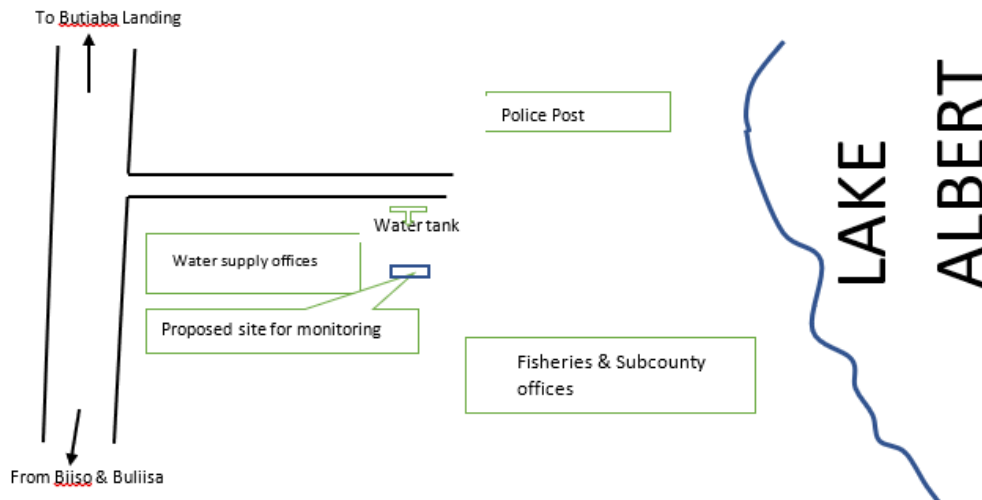 To Butiaba Landing
Police Post
LAKE
ALBERT
Water tank
Water supply offices
Proposed site for monitoring
Fisheries & Subcounty
offices
From Biiso & Buliisa